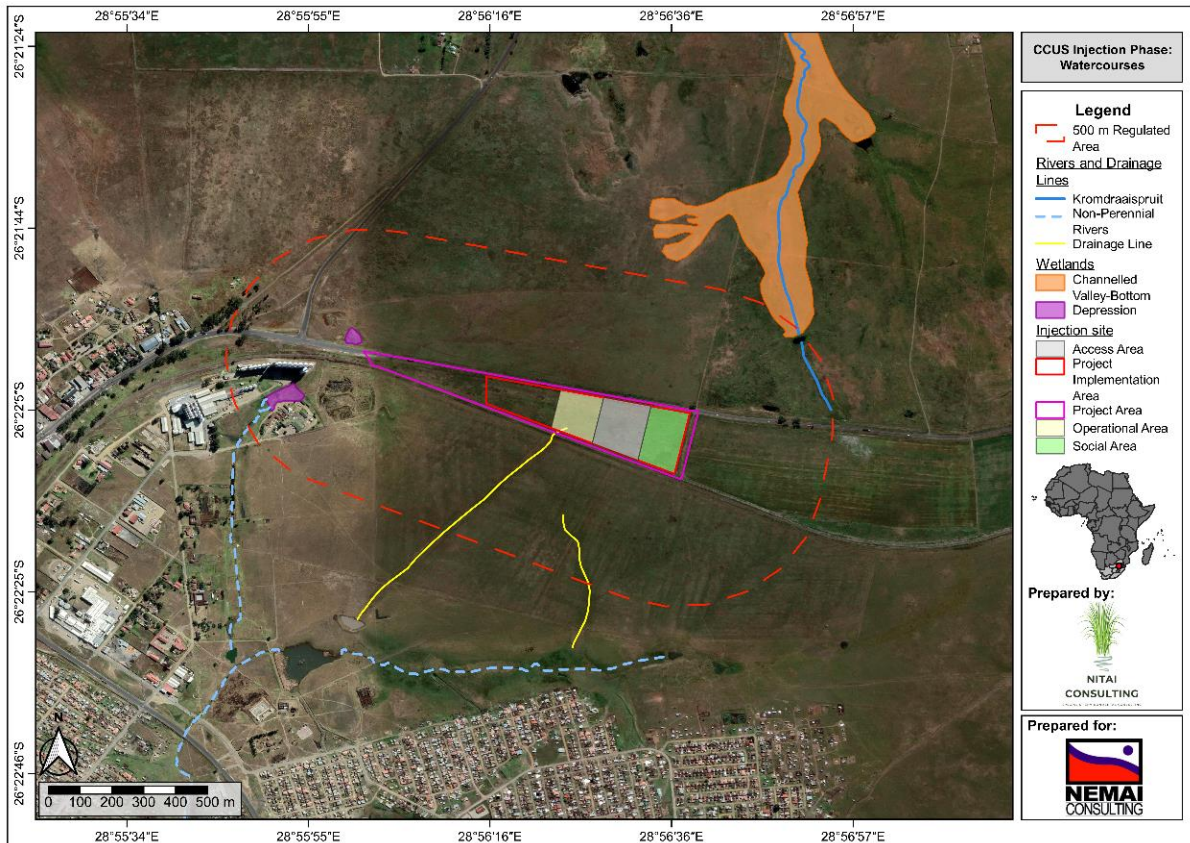 28°55'34"E
28°55'55"E
28°56'16"E
28°56'36"E
28°56'57"E
26°21'24"S
26°21'44"S
26°22'5"S
26°22'25"S
26°22'46"S
N
0 100 200 300 400 500 m
28°55'34"E
28°55'55"E
28°56'16"E
28°56'36"E
28°56'57"E
CCUS Injection Phase:
Watercourses
Legend
500 m Regulated
Area
Rivers and Drainage
Lines
Kromdraaispruit
Non-Perennial
Rivers
Drainage Line
Wetlands
Channelled
Valley-Bottom
Depression
Injection site
Access Area
Project
Implementation
Area
Project Area
Operational Area
Social Area
Prepared by:
NITAI
CONSULTING
Prepared for:
NEMAI
CONSULTING